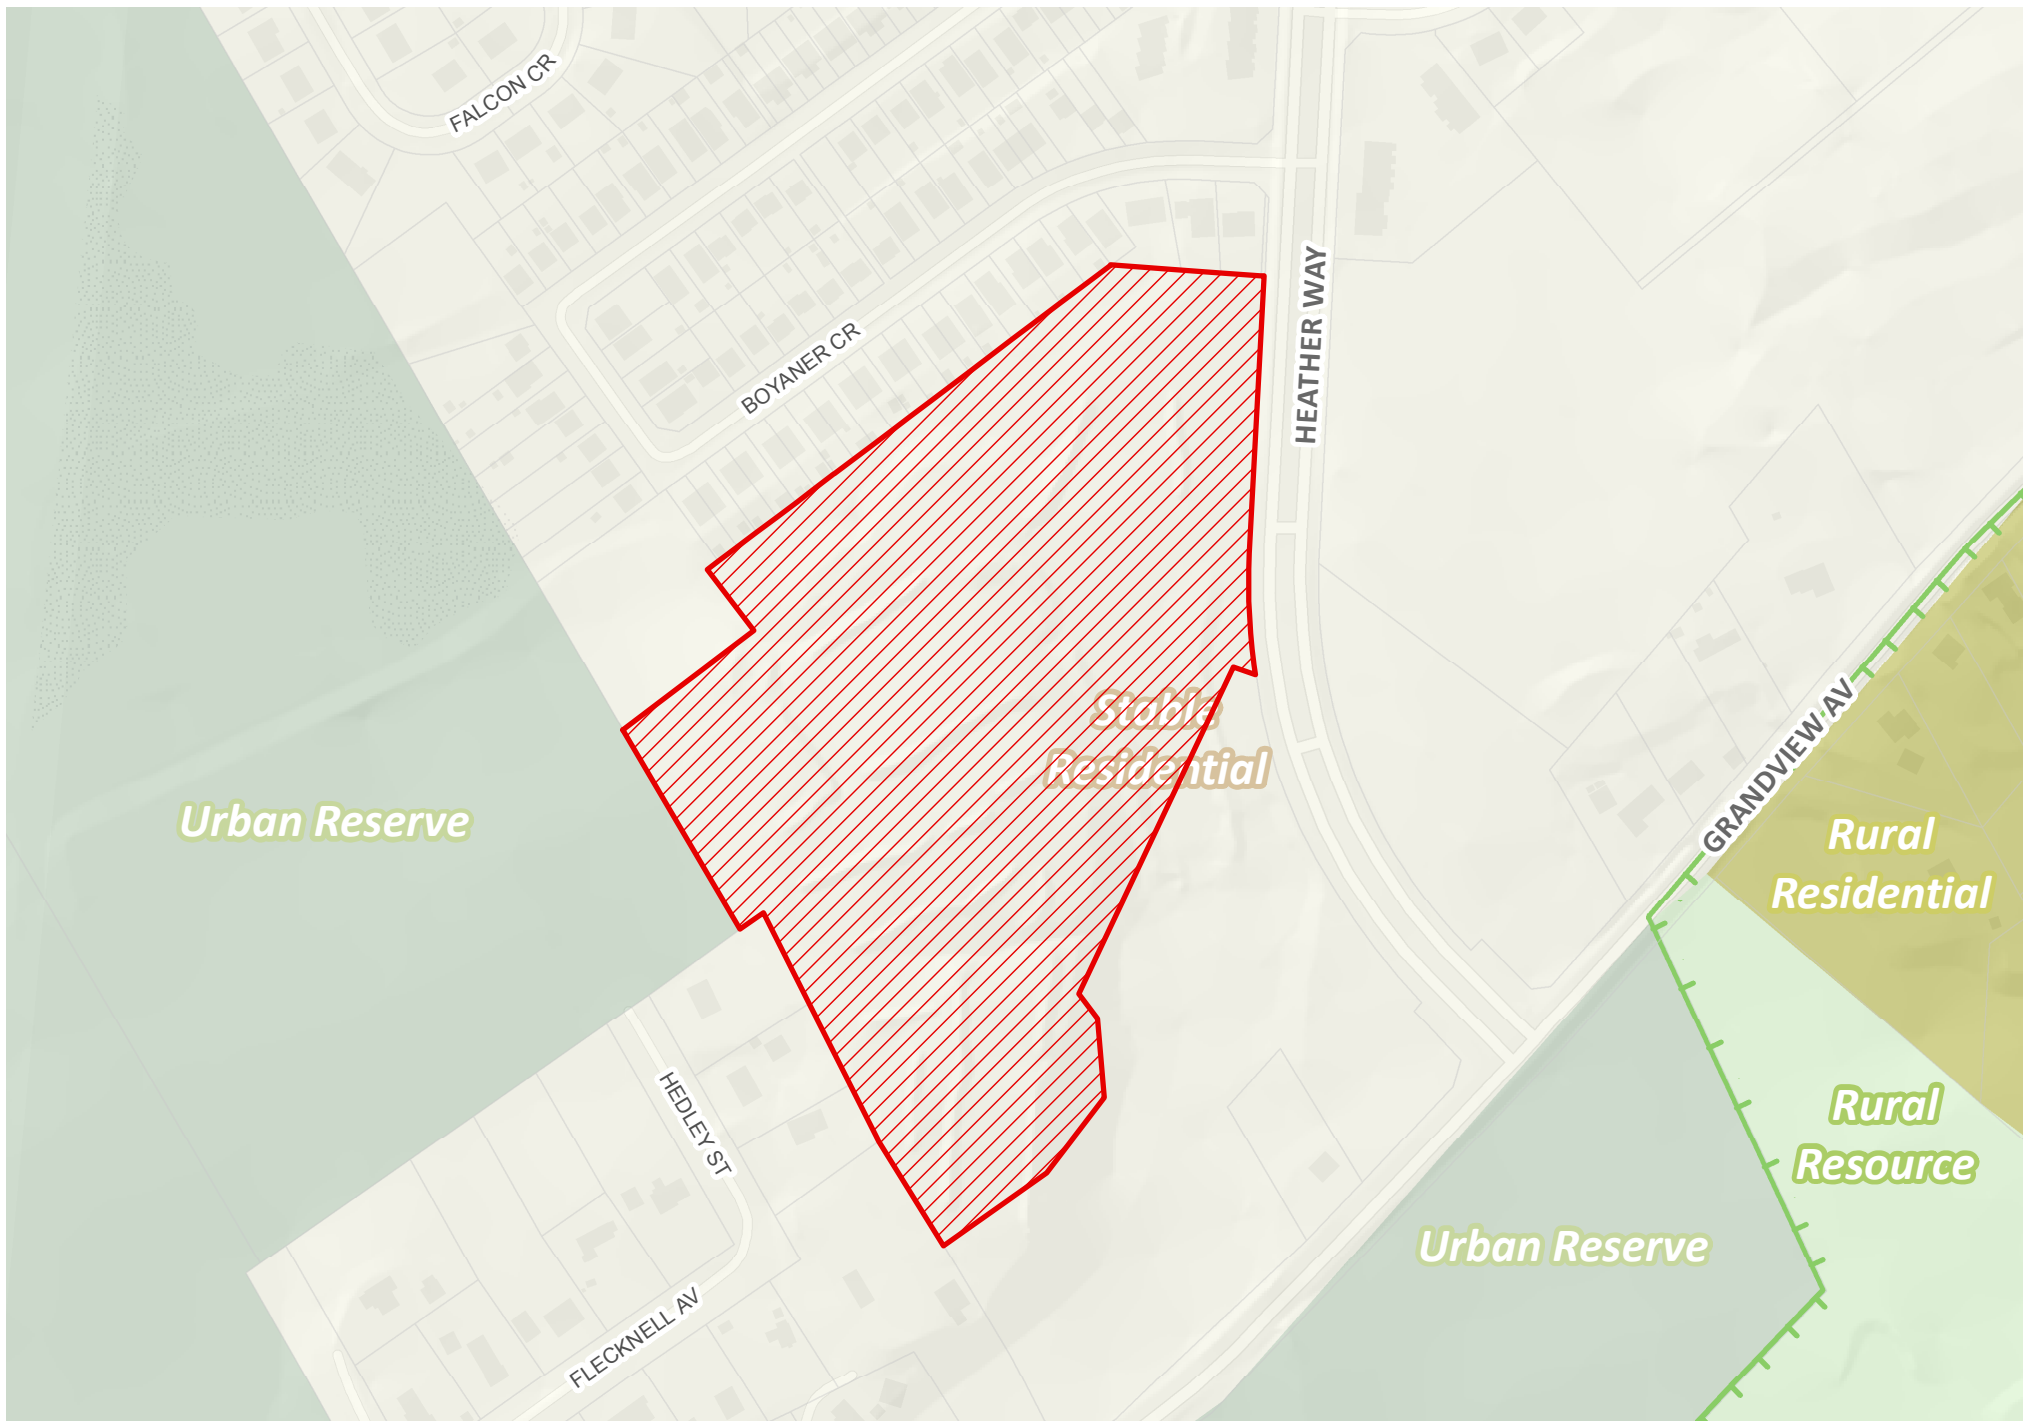 FALCON CR
HEATHER WAY
BOYANER CR
Stable
Residential
GRANDVIEW AV
Urban Reserve
Rural
Residential
HEDLEY ST
Rural
Resource
Urban Reserve
FLECKNELL AV